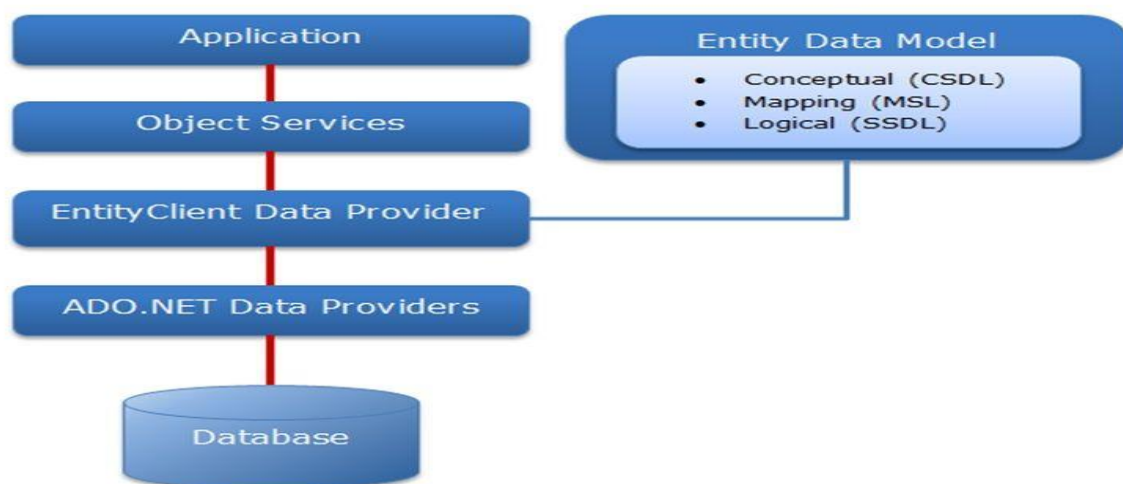 Application
Object Services
EntityClient Data Provider
ADO.NET Data Providers
Database
Entity Data Model
• Conceptual (CSDL)
• Mapping (MSL)
• Logical (SSDL)